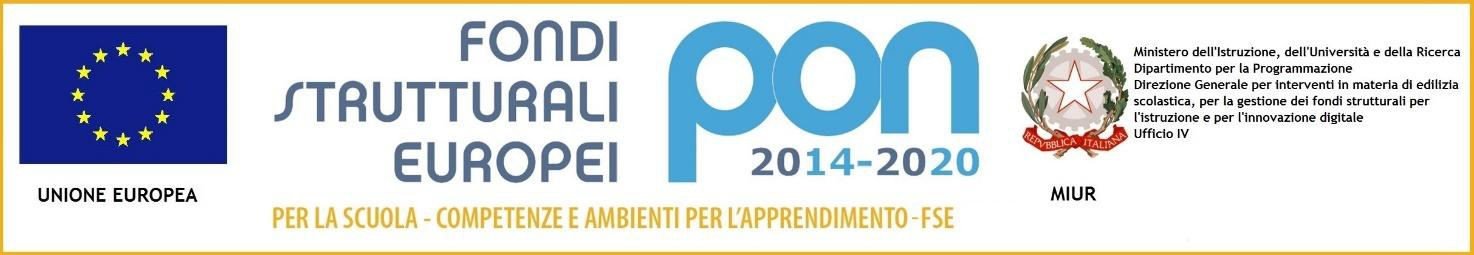 UNIONE EUROPEA
FONDI
STRUTTURALI
EUROPEI
pon
2014-2020
PER LA SCUOLA - COMPETENZE E AMBIENTI PER L'APPRENDIMENTO-FSE
REPVBBLICA ITALIANA
MIUR
Ministero dell'Istruzione, dell'Università e della Ricerca
Dipartimento per la Programmazione
Direzione Generale per interventi in materia di edilizia
scolastica, per la gestione dei fondi strutturali per
l'istruzione e per l'innovazione digitale
Ufficio IV